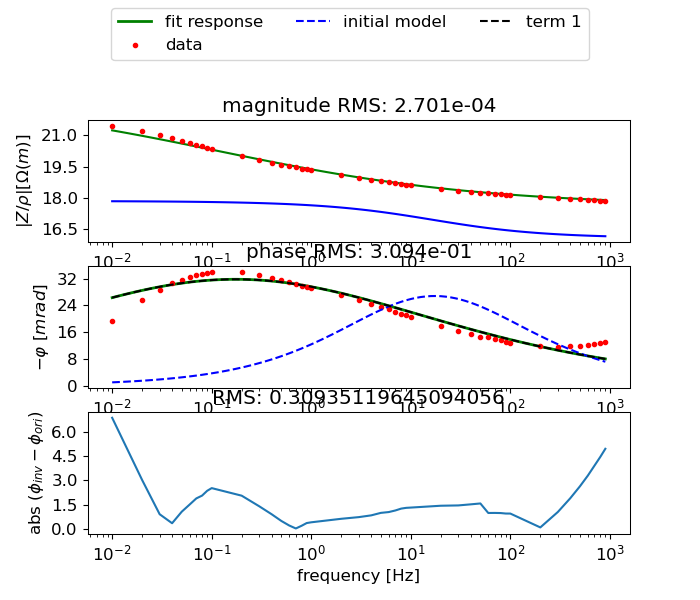 fit response initial model term 1
data
magnitude RMS: 2.701e-04
|Z/ρ|[Ω(m)]
21.0
19.5
18.0
16.5
10⁻² 10⁻¹ 10⁰ 10¹ 10² 10³
phase RMS: 3.094e-01
−φ [mrad]
32
24
16
8
0
10⁻² 10⁻¹ 10⁰ 10¹ 10² 10³
RMS: 0.30935119645094056
abs (ϕ_inv − ϕ_ori)
6.0
4.5
3.0
1.5
0.0
10⁻² 10⁻¹ 10⁰ 10¹ 10² 10³
frequency [Hz]